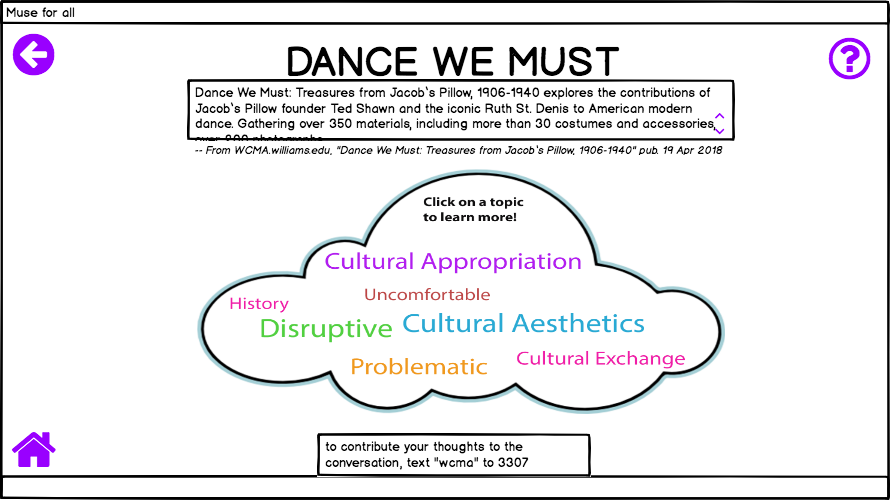 Muse for all
?
DANCE WE MUST
Dance We Must: Treasures from Jacob's Pillow, 1906-1940 explores the contributions of
Jacob's Pillow founder Ted Shawn and the iconic Ruth St. Denis to American modern
dance. Gathering over 350 materials, including more than 30 costumes and accessories,
over 200 photographs
-- From WCMA.williams.edu, "Dance We Must: Treasures from Jacob's Pillow, 1906-1940" pub. 19 Apr 2018
Click on a topic
to learn more!
Cultural Appropriation
Uncomfortable
History
Disruptive Cultural Aesthetics
Problematic
Cultural Exchange
to contribute your thoughts to the
conversation, text "wcma" to 3307